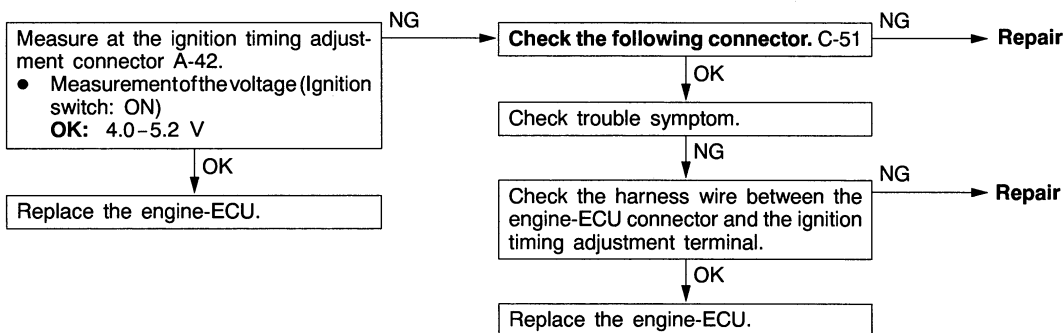 Measure at the ignition timing adjust-
ment connector A-42.
● Measurementofthevoltage (Ignition
switch: ON)
OK: 4.0–5.2 V
OK
Replace the engine-ECU.
NG
Check the following connector. C-51
NG
Repair
OK
Check trouble symptom.
NG
Check the harness wire between the
engine-ECU connector and the ignition
timing adjustment terminal.
NG
Repair
OK
Replace the engine-ECU.